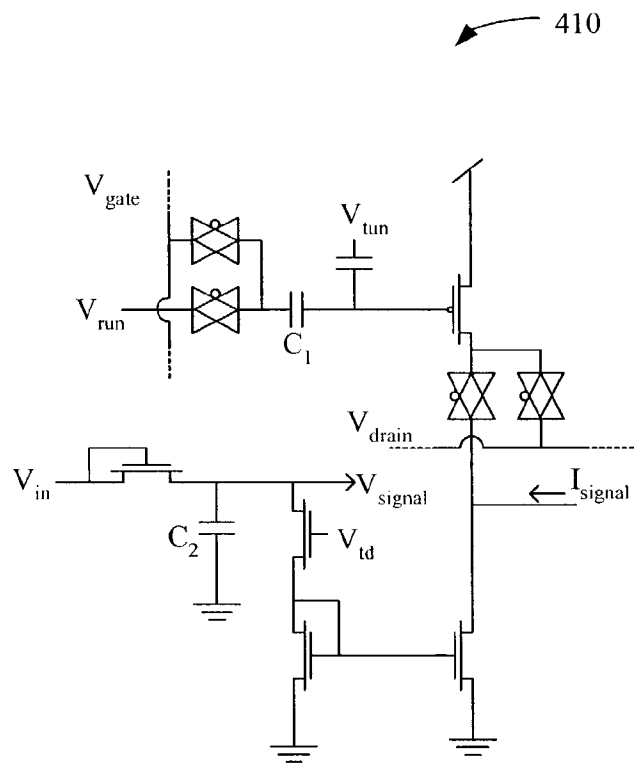 410
V_gate
V_tun
V_run
C_1
V_drain
V_in
V_signal
I_signal
C_2
V_td